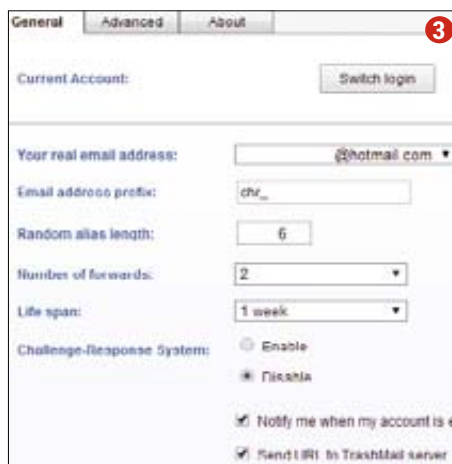 General Advanced About 3
Current Account: Switch login
Your real email address: @hotmail.com
Email address prefix: chr_
Random alias length: 6
Number of forwards: 2
Life span: 1 week
Challenge-Response System: Enable
Disable
Notify me when my account is e
Send URL to TrashMail server